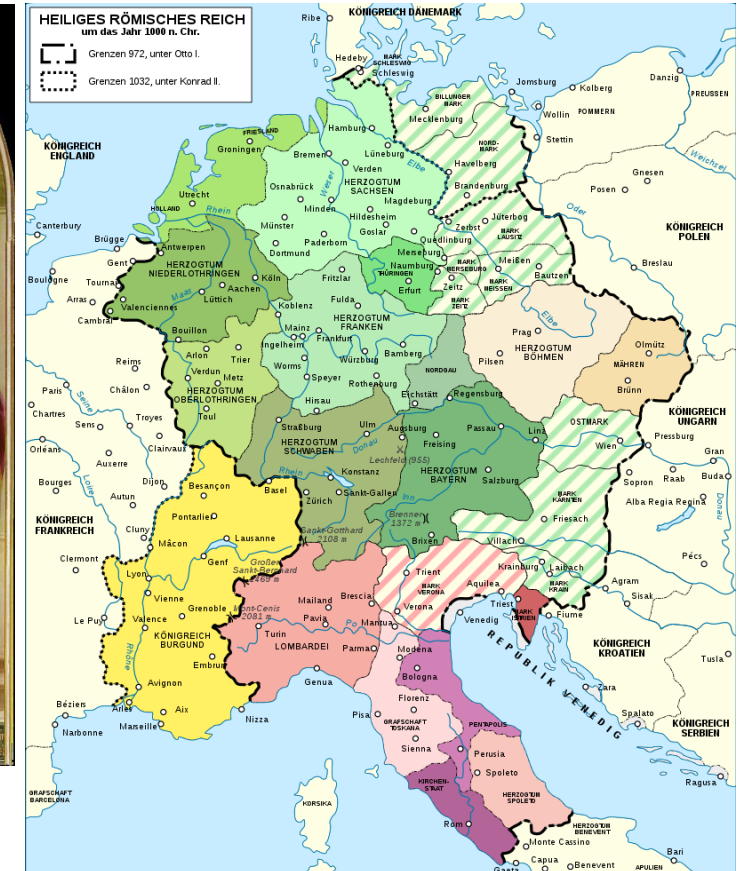 HEILIGES RÖMISCHES REICH
um das Jahr 1000 n. Chr.
Grenzen 972, unter Otto I.
Grenzen 1032, unter Konrad II.
KÖNIGREICH DÄNEMARK
Ribe
Hedeby
MARK
SCHLESWIG
Schleswig
Jomsburg
Kolberg
Danzig
PREUSSEN
BILLUNGER
MARK
Mecklenburg
Wollin
POMMERN
Stettin
Hamburg
FRIESLAND
Groningen
Bremen
Lüneburg
Elbe
NORD-
MARK
Havelberg
Weichsel
KÖNIGREICH
ENGLAND
Verden
Weser
HERZOGTUM
SACHSEN
Brandenburg
Gnesen
Posen
Utrecht
Osnabrück
Minden
Magdeburg
HOLLAND
Rhein
Hildesheim
Oder
Canterbury
Münster
Goslar
Zerbst
Jüterbog
MARK
LAUSITZ
KÖNIGREICH
POLEN
Brügge
Antwerpen
Paderborn
Quedlinburg
Dortmund
Merseburg
Gent
HERZOGTUM
NIEDERLOTHRINGEN
Köln
Fritzlar
Naumburg
THÜRINGEN
MARK
MERSEBURG
Meißen
Breslau
Boulogne
Tournai
Aachen
Erfurt
Zeitz
MARK
MEISSEN
Bautzen
Arras
Maas
Lüttich
MARK
ZEITZ
Valenciennes
Cambrai
Koblenz
Fulda
HERZOGTUM
FRANKEN
Elbe
Bouillon
Mainz
Frankfurt
Prag
Ingelheim
HERZOGTUM
BÖHMEN
Olmütz
Arlon
Trier
Würzburg
Bamberg
Pilsen
MÄHREN
Reims
Verdun
Metz
Worms
Speyer
NORDGAU
Brünn
Paris
Châlon
HERZOGTUM
OBERLOTHRINGEN
Rothenburg
Eichstätt
Regensburg
Seine
Chartres
Troyes
Toul
Hirsau
OSTMARK
KÖNIGREICH
UNGARN
Sens
Straßburg
Ulm
Augsburg
Passau
Linz
Clairvaux
HERZOGTUM
SCHWABEN
Donau
Freising
Wien
Pressburg
Orléans
Auxerre
Lechfeld (955)
Gran
Loire
Dijon
Besançon
Rhein
Konstanz
HERZOGTUM
BAYERN
Salzburg
Sopron
Raab
Buda
Bourges
Autun
Basel
Zürich
Sankt-Gallen
Inn
MARK
KÄRNTEN
Alba Regia Regina
Donau
Pontarlier
Brenner
1372 m
Friesach
KÖNIGREICH
FRANKREICH
Cluny
Lausanne
Sankt-Gotthard
2108 m
Brixen
Villach
Mâcon
Pécs
Clermont
Genf
Großer
Sankt-Bernhard
2469 m
Trient
Krainburg
Laibach
Lyon
MARK
VERONA
Aquilea
MARK
KRAIN
Agram
Vienne
Brescia
Triest
Sisak
Grenoble
Mont-Cenis
2081 m
Mailand
Verona
MARK
ISTRIEN
Fiume
Le Puy
Valence
Pavia
Mantua
Venedig
KÖNIGREICH
BURGUND
Turin
Po
LOMBARDEI
Parma
Modena
REPUBLIK VENEDIG
KÖNIGREICH
KROATIEN
Tusla
Rhône
Embrun
Bologna
Avignon
Genua
Zara
Florenz
Béziers
Arles
Aix
Nizza
Pisa
GRAFSCHAFT
TOSKANA
PENTAPOLIS
Spalato
Marseille
Narbonne
Sienna
Perusia
KÖNIGREICH
SERBIEN
Spoleto
Ragusa
KIRCHEN-
STAAT
HERZOGTUM
SPOLETO
GRAFSCHAFT
BARCELONA
KORSIKA
Rom
HERZOGTUM
BENEVENT
Monte Cassino
Bari
Capua
Gaeta
Benevent
APULIEN